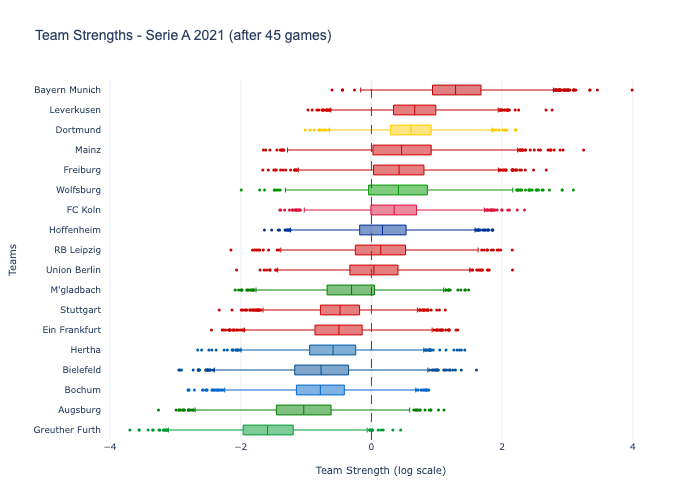 Team Strengths - Serie A 2021 (after 45 games)
Bayern Munich
Leverkusen
Dortmund
Mainz
Freiburg
Wolfsburg
FC Koln
Hoffenheim
RB Leipzig
Union Berlin
M'gladbach
Stuttgart
Ein Frankfurt
Hertha
Bielefeld
Bochum
Augsburg
Greuther Furth
Teams
−4 −2 0 2 4
Team Strength (log scale)